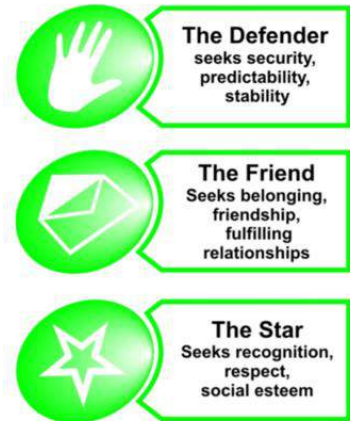 The Defender
seeks security,
predictability,
stability
The Friend
Seeks belonging,
friendship,
fulfilling
relationships
The Star
Seeks recognition,
respect,
social esteem